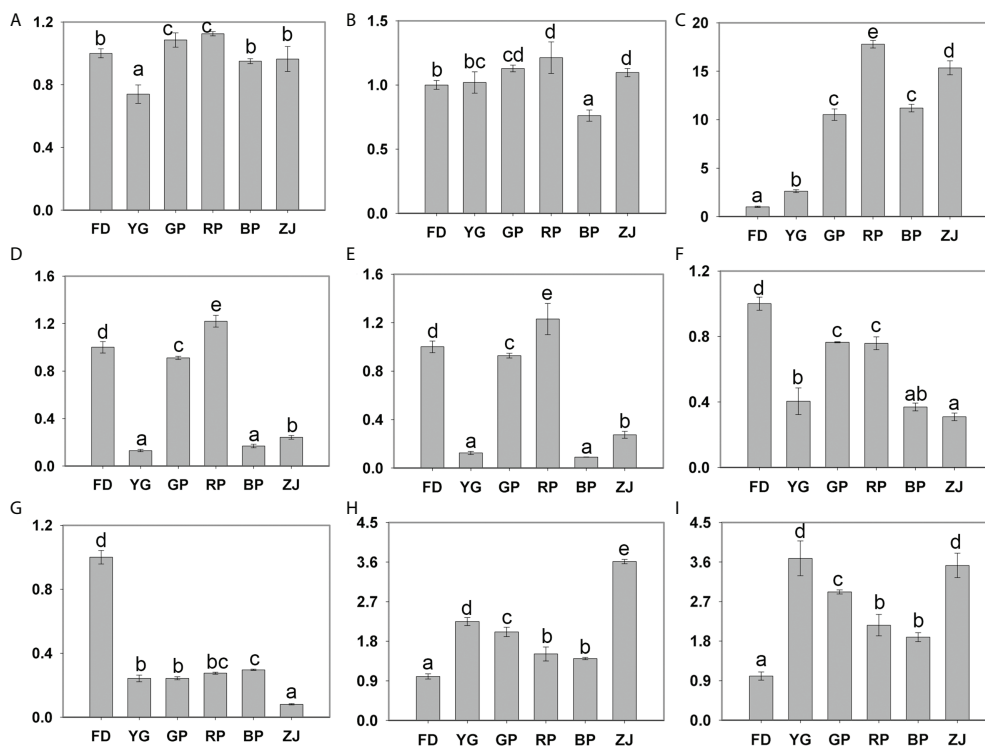 A
1.2
0.8
0.4
0.0
b a c c b b
FD YG GP RP BP ZJ
B
1.5
1.0
0.5
0.0
b bc cd d a d
FD YG GP RP BP ZJ
C
20
15
10
5
0
a b c e c d
FD YG GP RP BP ZJ
D
1.6
1.2
0.8
0.4
0.0
d a c e a b
FD YG GP RP BP ZJ
E
1.6
1.2
0.8
0.4
0.0
d a c e a b
FD YG GP RP BP ZJ
F
1.2
0.8
0.4
0.0
d b c c ab a
FD YG GP RP BP ZJ
G
1.2
0.8
0.4
0.0
d b b bc c a
FD YG GP RP BP ZJ
H
4.5
3.6
2.7
1.8
0.9
0.0
a d c b b e
FD YG GP RP BP ZJ
I
4.5
3.6
2.7
1.8
0.9
0.0
a d c b b d
FD YG GP RP BP ZJ